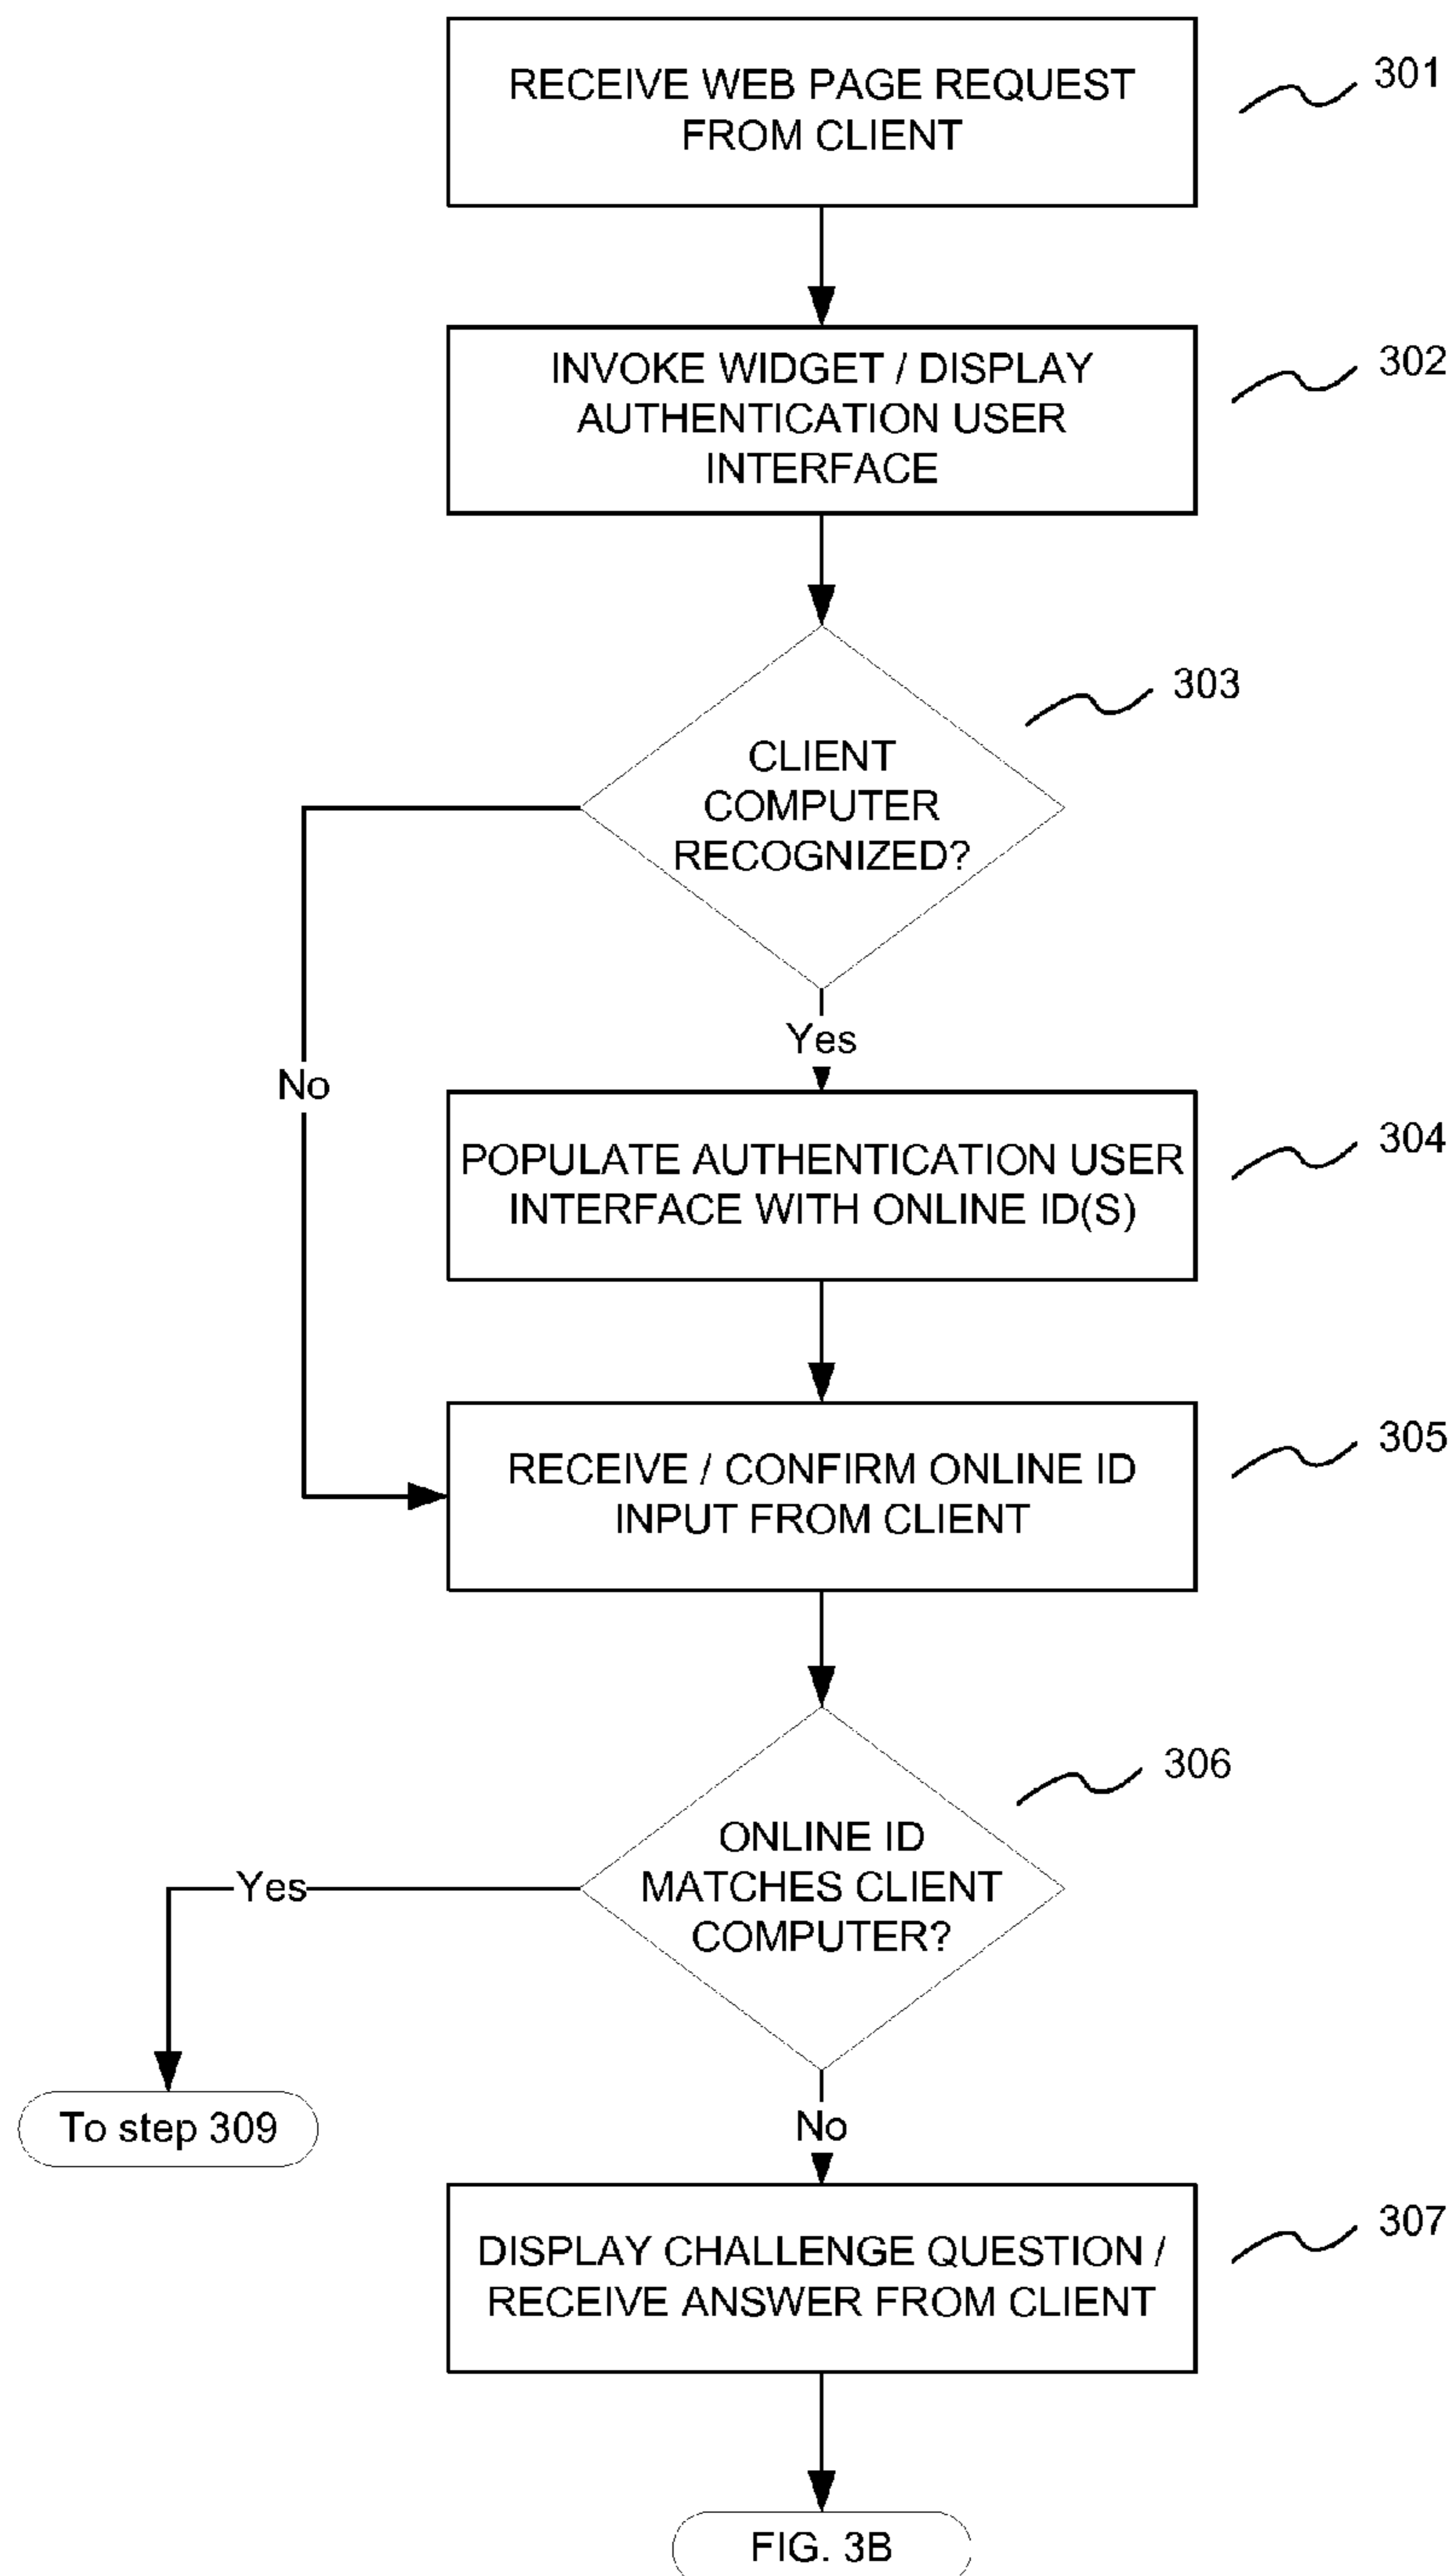 RECEIVE WEB PAGE REQUEST
FROM CLIENT
301
INVOKE WIDGET / DISPLAY
AUTHENTICATION USER
INTERFACE
302
CLIENT
COMPUTER
RECOGNIZED?
303
Yes
No
POPULATE AUTHENTICATION USER
INTERFACE WITH ONLINE ID(S)
304
RECEIVE / CONFIRM ONLINE ID
INPUT FROM CLIENT
305
ONLINE ID
MATCHES CLIENT
COMPUTER?
306
Yes
To step 309
No
DISPLAY CHALLENGE QUESTION /
RECEIVE ANSWER FROM CLIENT
307
FIG. 3B